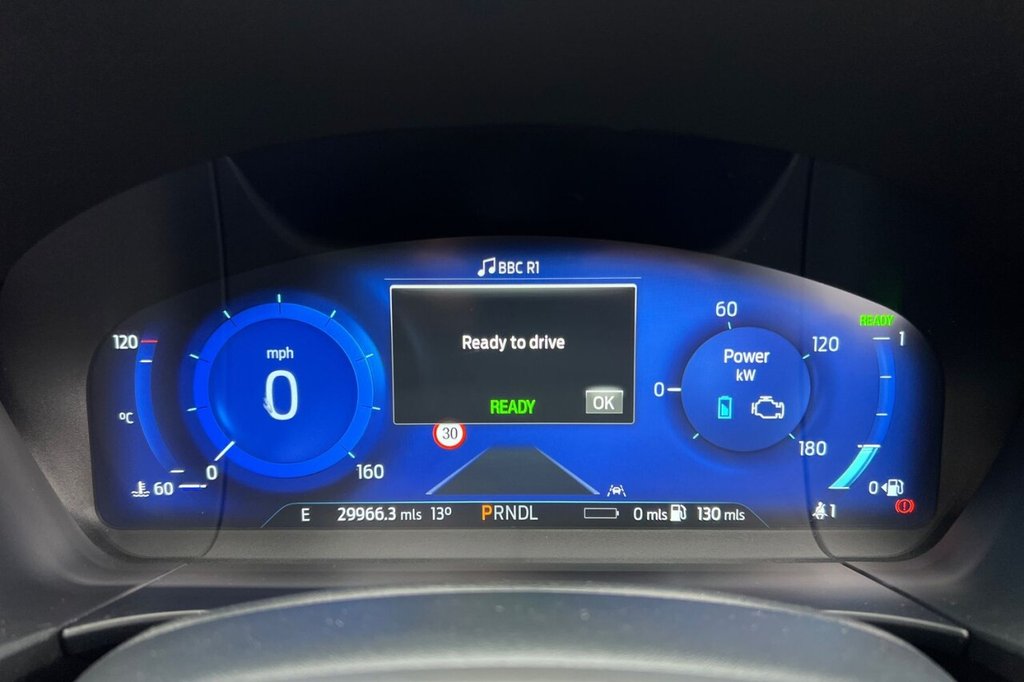 BBC R1
Ready to drive
READY
OK
30
120
°C
60
mph
0
0
160
60
0
120
180
Power
kW
READY
1
0
E 29966.3 mls 13° PRNDL 0 mls 130 mls
1